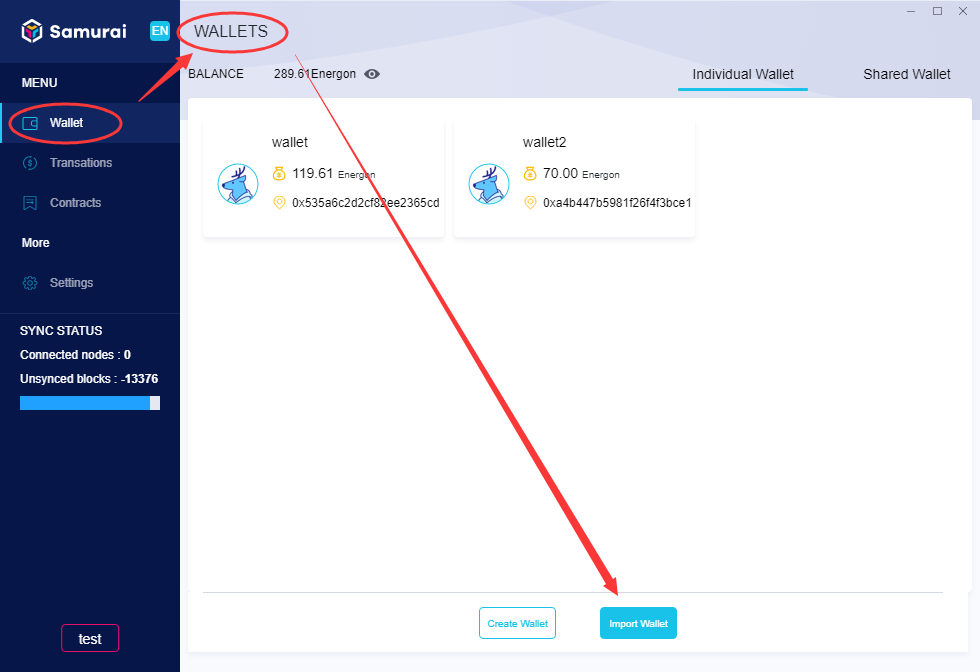 Samurai
EN
MENU
Wallet
Transations
Contracts
More
Settings
SYNC STATUS
Connected nodes : 0
Unsynced blocks : -13376
test
WALLETS
BALANCE 289.61Energon
Individual Wallet Shared Wallet
wallet
119.61 Energon
0x535a6c2d2cf82ee2365cd
wallet2
70.00 Energon
0xa4b447b5981f26f4f3bce1
Create Wallet Import Wallet